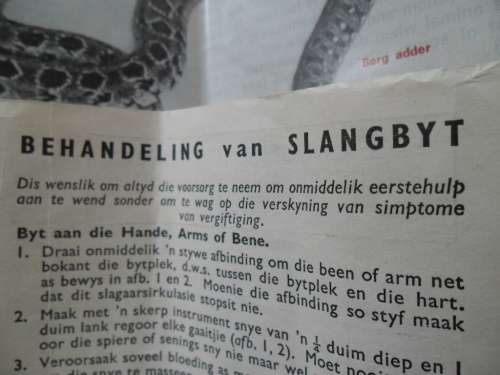 Berg adder
BEHANDELING van SLANGBYT
Dis wenslik om altyd die voorsorg te neem om onmiddelik eerstehulp
aan te wend sonder om te wag op die verskyning van simptome
van vergiftiging.
Byt aan die Hande, Arms of Bene.
1. Draai onmiddelik 'n stywe afbinding om die been of arm net
bokant die bytplek, d.w.s. tussen die bytplek en die hart.
as bewys in afb. 1 en 2. Moenie die afbinding so styf maak
dat dit slagaarsirkulasie stopsit nie.
2. Maak met 'n skerp instrument snye van 'n ¼ duim diep en 1
duim lank regoor elke gaaitjie (afb. 1, 2). Moet nooit
oor die spiere of senings sny nie maar wel
3. Veroorsaak soveel bloeding as
die snye te